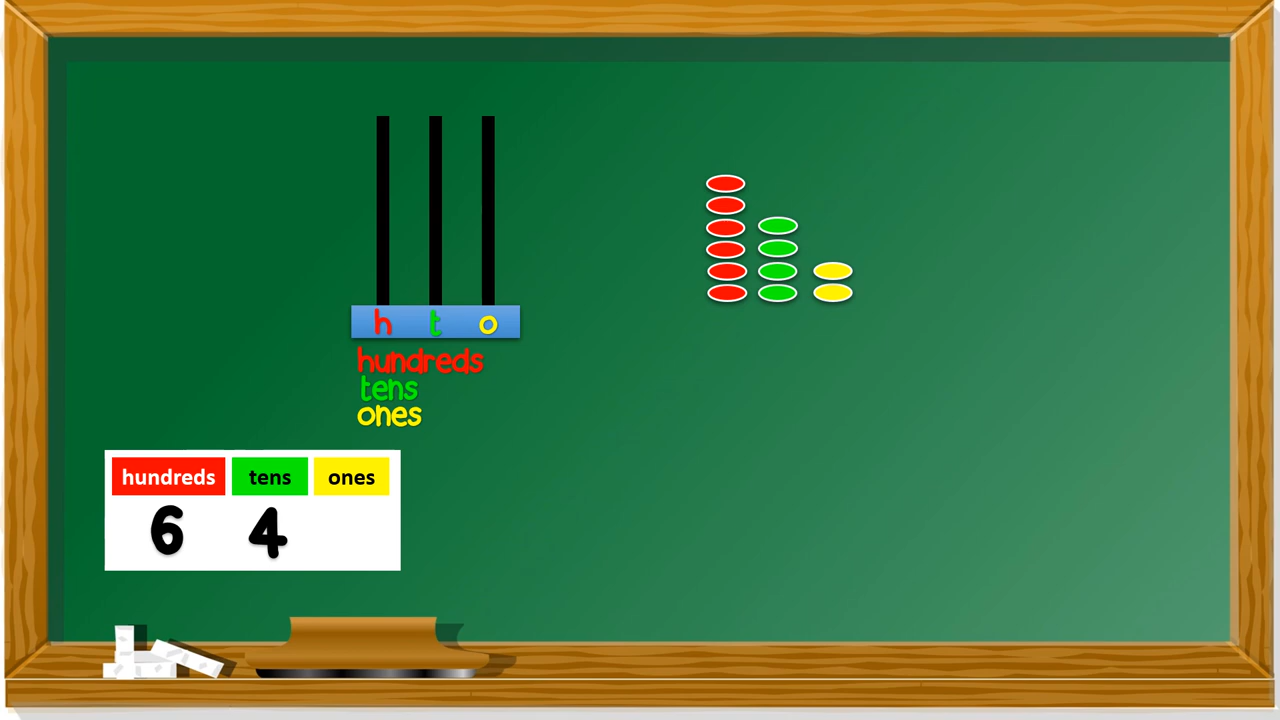 h t o
hundreds
tens
ones
hundreds tens ones
6 4